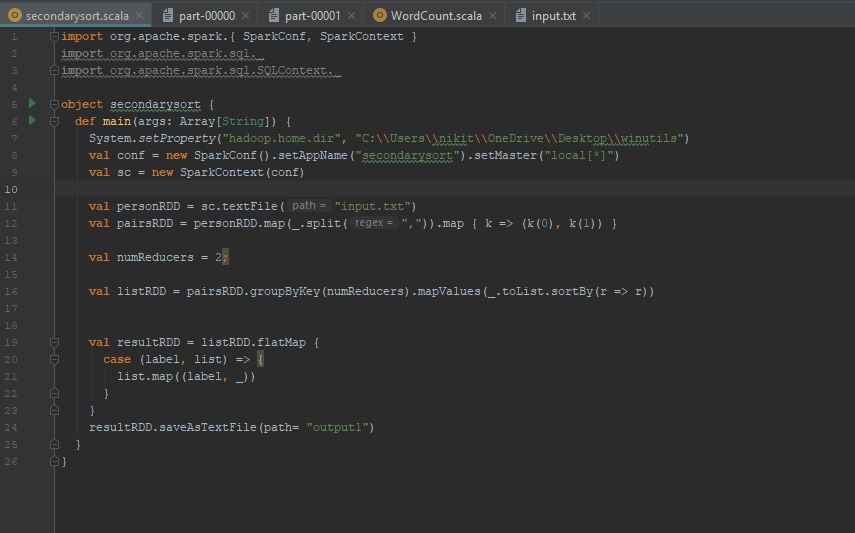 secondarysort.scala part-00000 part-00001 WordCount.scala input.txt
1 import org.apache.spark.{ SparkConf, SparkContext }
2 import org.apache.spark.sql._
3 import org.apache.spark.sql.SQLContext._
4
5 object secondarysort {
6 def main(args: Array[String]) {
7 System.setProperty("hadoop.home.dir", "C:\\Users\\nikit\\OneDrive\\Desktop\\winutils")
8 val conf = new SparkConf().setAppName("secondarysort").setMaster("local[*]")
9 val sc = new SparkContext(conf)
10
11 val personRDD = sc.textFile( path = "input.txt")
12 val pairsRDD = personRDD.map(_.split( regex = ",")).map { k => (k(0), k(1)) }
13
14 val numReducers = 2;
15
16 val listRDD = pairsRDD.groupByKey(numReducers).mapValues(_.toList.sortBy(r => r))
17
18
19 val resultRDD = listRDD.flatMap {
20 case (label, list) => {
21 list.map((label, _))
22 }
23 }
24 resultRDD.saveAsTextFile(path= "output1")
25 }
26 }